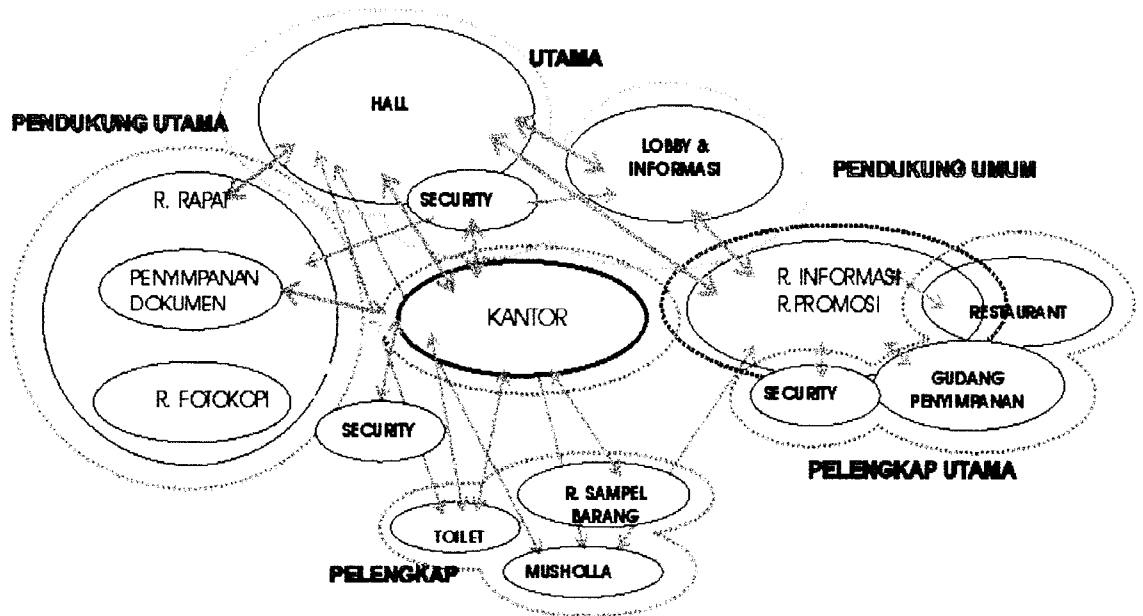 UTAMA
HALL
PENDUKUNG UTAMA
LOBBY &
INFORMASI
PENDUKUNG UMUM
R. RAPAT
SECURITY
PENYIMPANAN
DOKUMEN
KANTOR
R. INFORMASI
R. PROMOSI
RESTAURANT
R. FOTOKOPI
SECURITY
SECURITY
GUDANG
PENYIMPANAN
PELENGKAP UTAMA
R. SAMPEL
BARANG
TOILET
PELENGKAP
MUSHOLLA